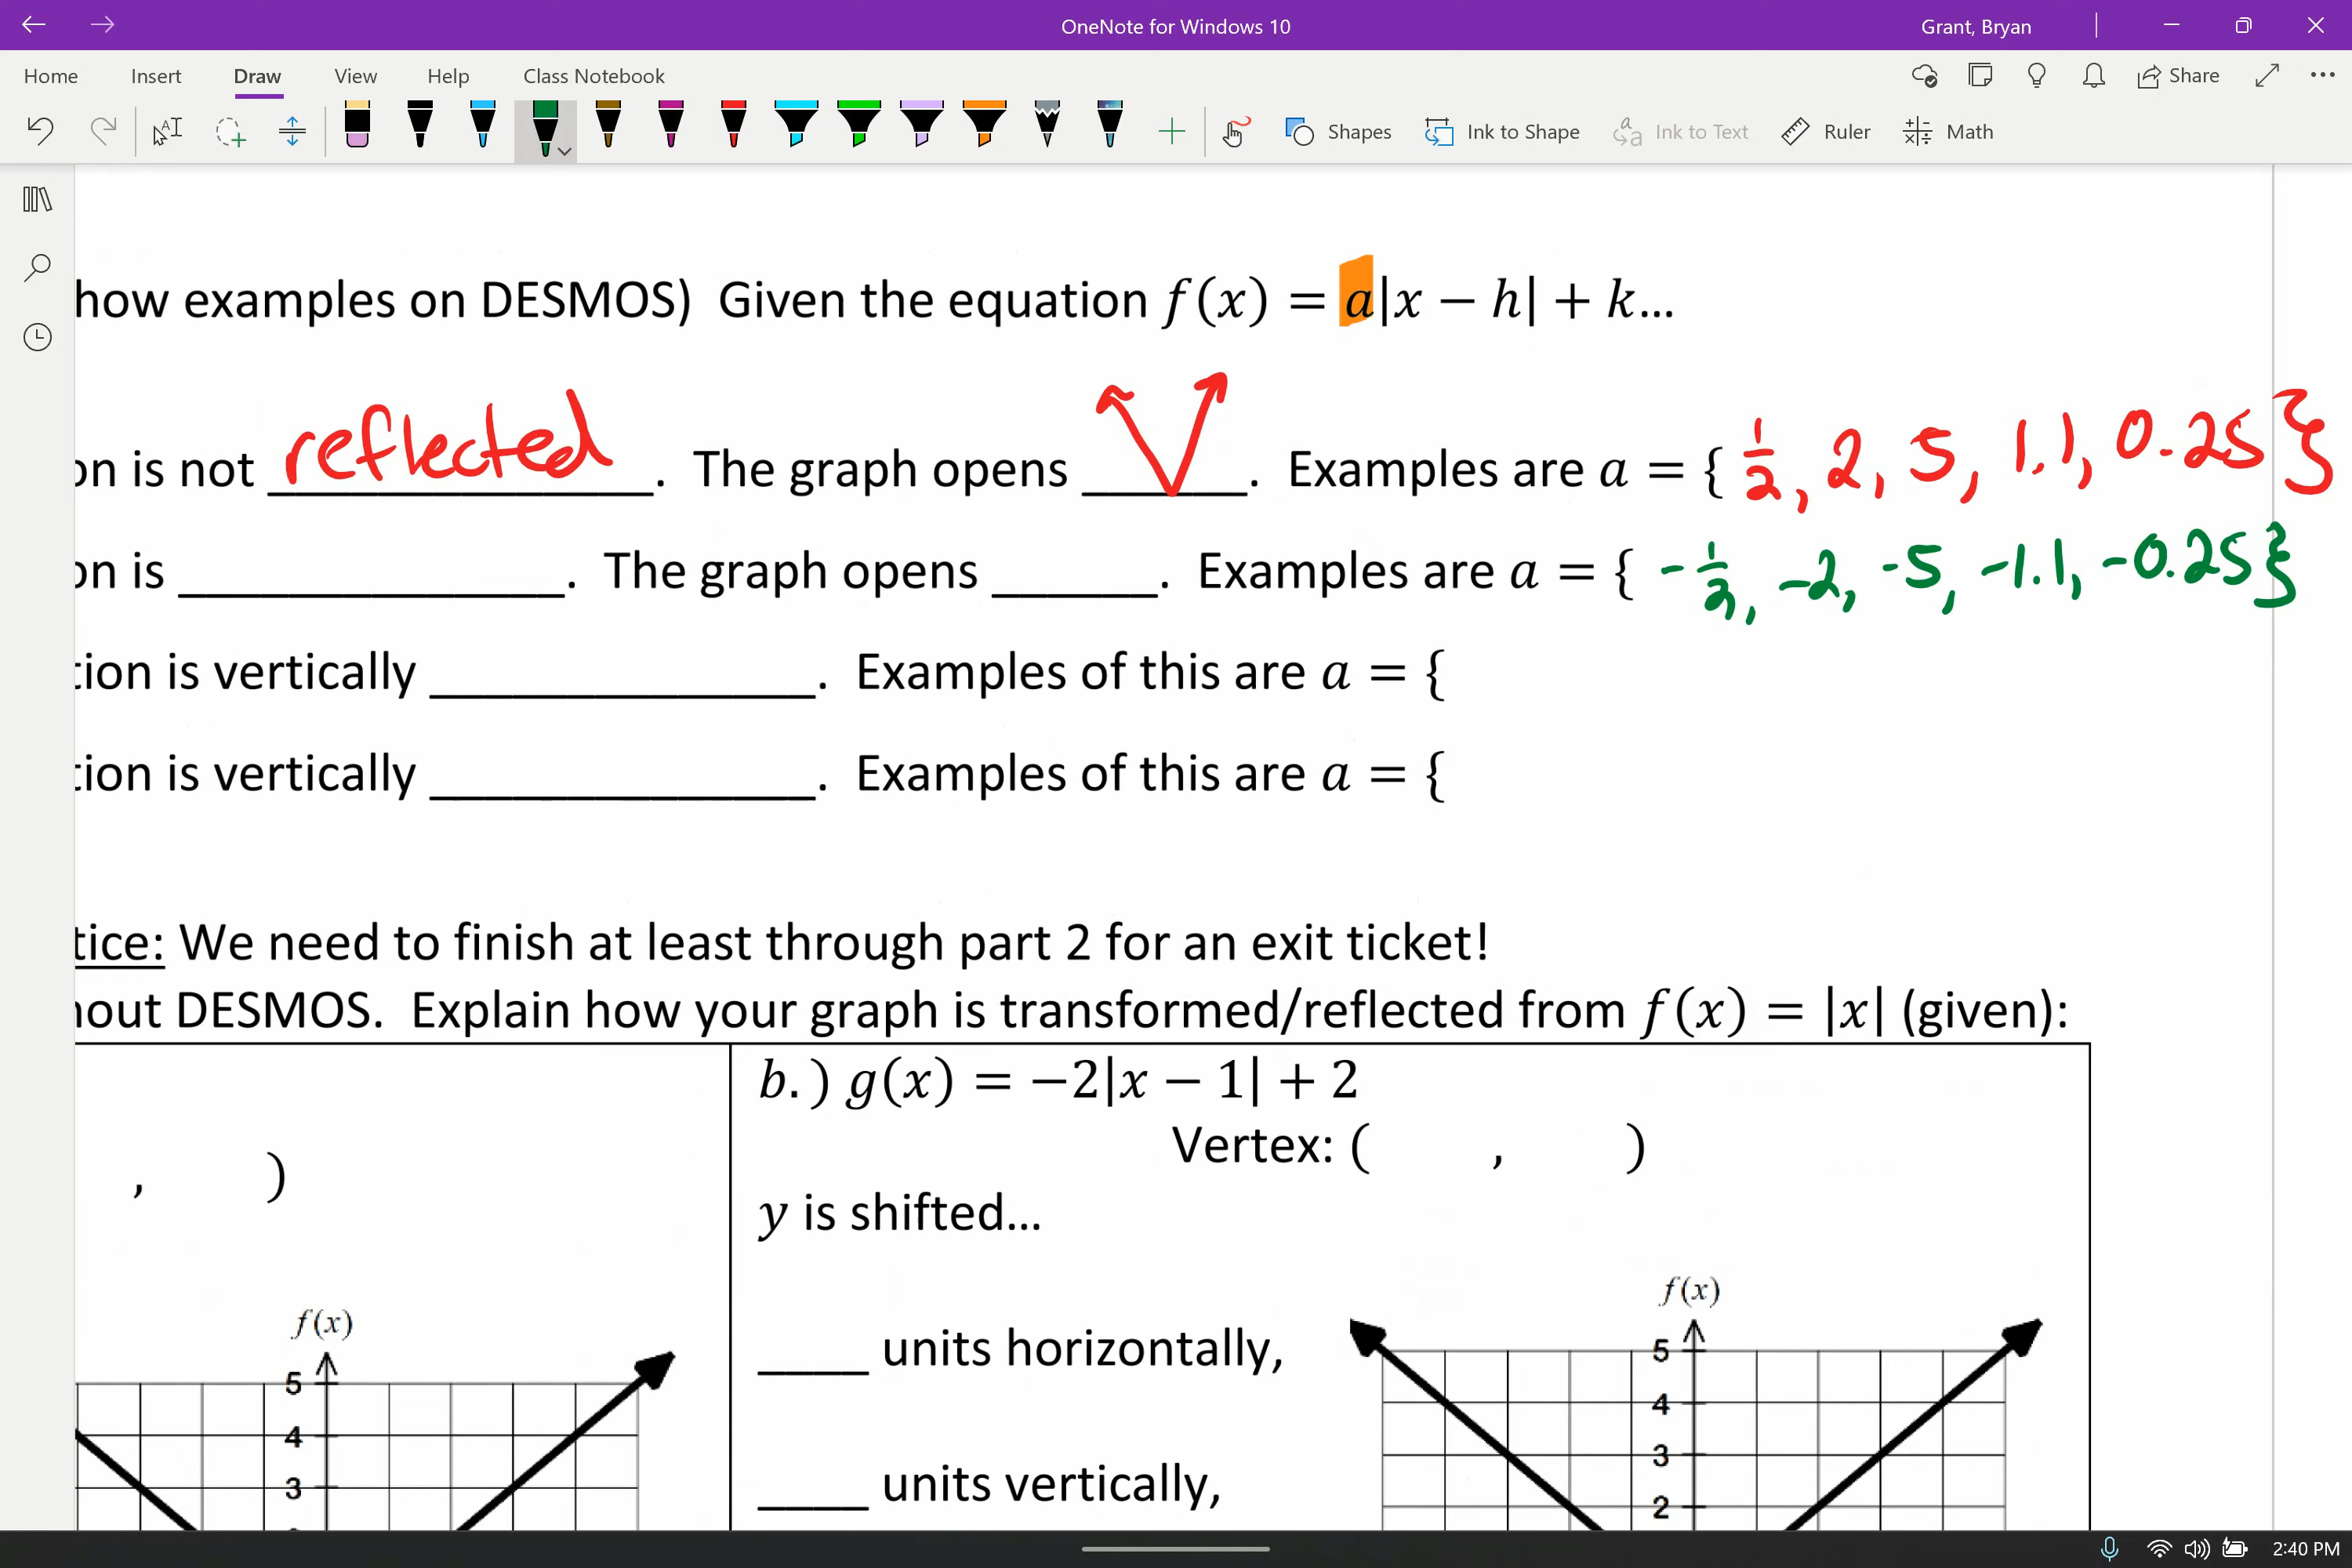 OneNote for Windows 10
Grant, Bryan
Home Insert Draw View Help Class Notebook
Share
Shapes Ink to Shape Ink to Text Ruler Math
how examples on DESMOS) Given the equation f(x) = a|x − h| + k...
on is not reflected. The graph opens ______. Examples are a = { 1/2, 2, 5, 1.1, 0.25}
on is ______________. The graph opens ______. Examples are a = { -1/2, -2, -5, -1.1, -0.25}
tion is vertically ______________. Examples of this are a = {
tion is vertically ______________. Examples of this are a = {
tice: We need to finish at least through part 2 for an exit ticket!
hout DESMOS. Explain how your graph is transformed/reflected from f(x) = |x| (given):
b.) g(x) = −2|x − 1| + 2
Vertex: ( , )
, )
y is shifted...
f(x)
f(x)
____ units horizontally,
5
5
4
4
3
3
____ units vertically,
2
2:40 PM